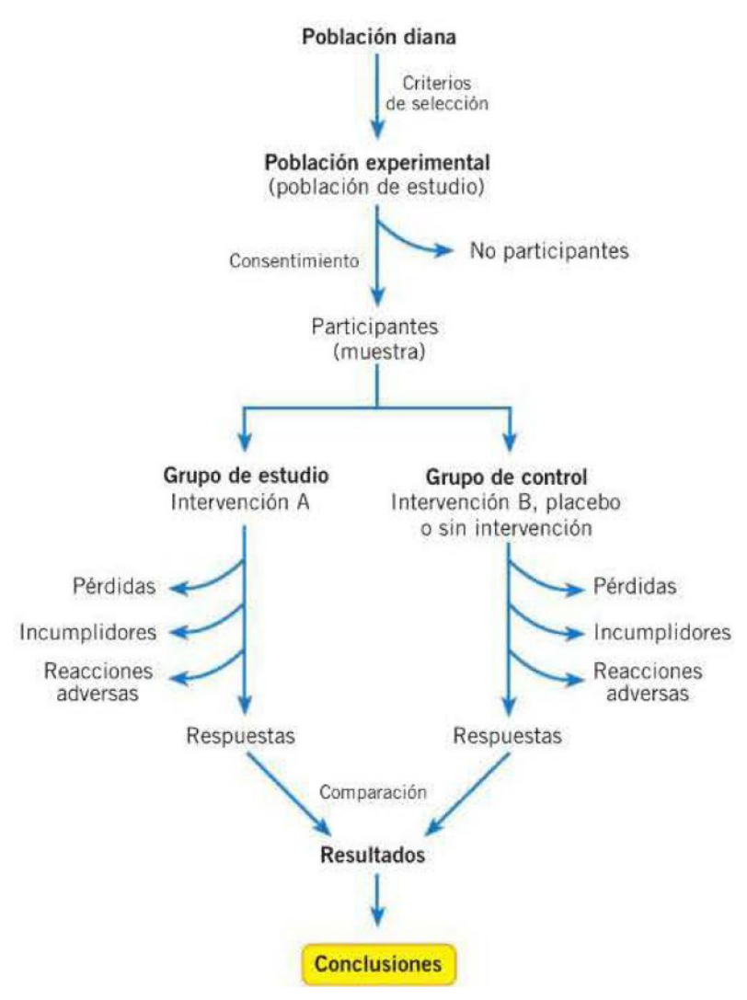 Población diana
Criterios
de selección
Población experimental
(población de estudio)
No participantes
Consentimiento
Participantes
(muestra)
Grupo de estudio
Intervención A
Grupo de control
Intervención B, placebo
o sin intervención
Pérdidas
Incumplidores
Reacciones
adversas
Pérdidas
Incumplidores
Reacciones
adversas
Respuestas
Respuestas
Comparación
Resultados
Conclusiones